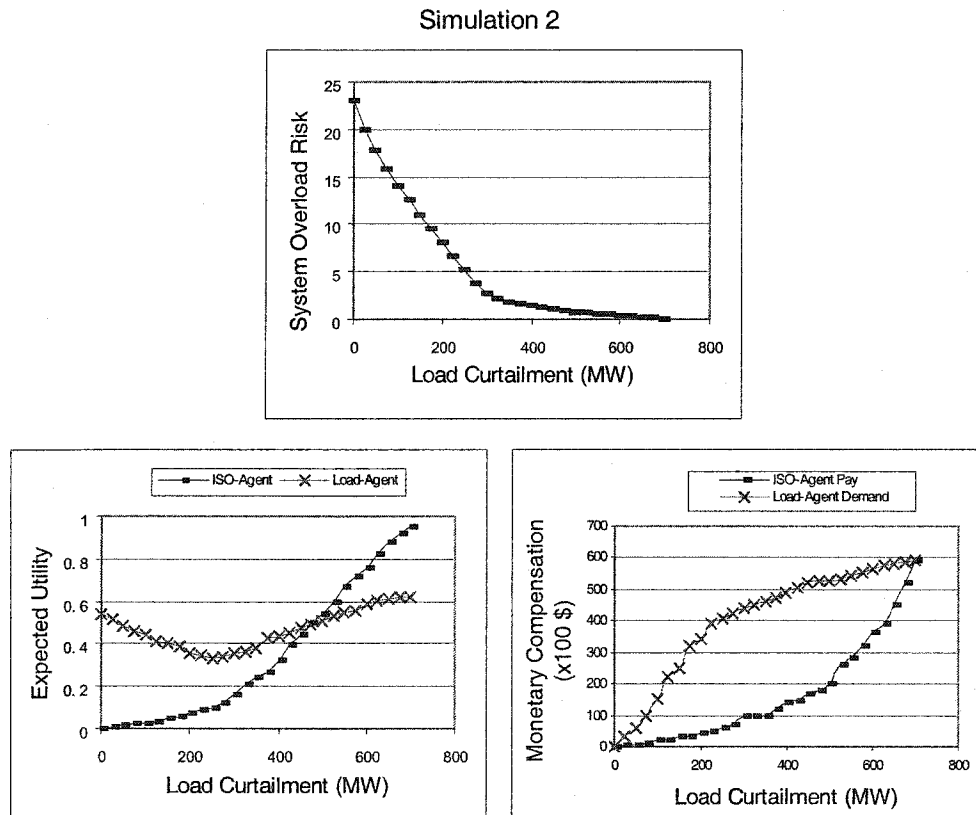 Simulation 2
System Overload Risk
25
20
15
10
5
0
0 200 400 600 800
Load Curtailment (MW)
ISO-Agent Load-Agent
Expected Utility
1
0.8
0.6
0.4
0.2
0
0 200 400 600 800
Load Curtailment (MW)
ISO-Agent Pay
Load-Agent Demand
Monetary Compensation
(x100 $)
700
600
500
400
300
200
100
0
0 200 400 600 800
Load Curtailment (MW)